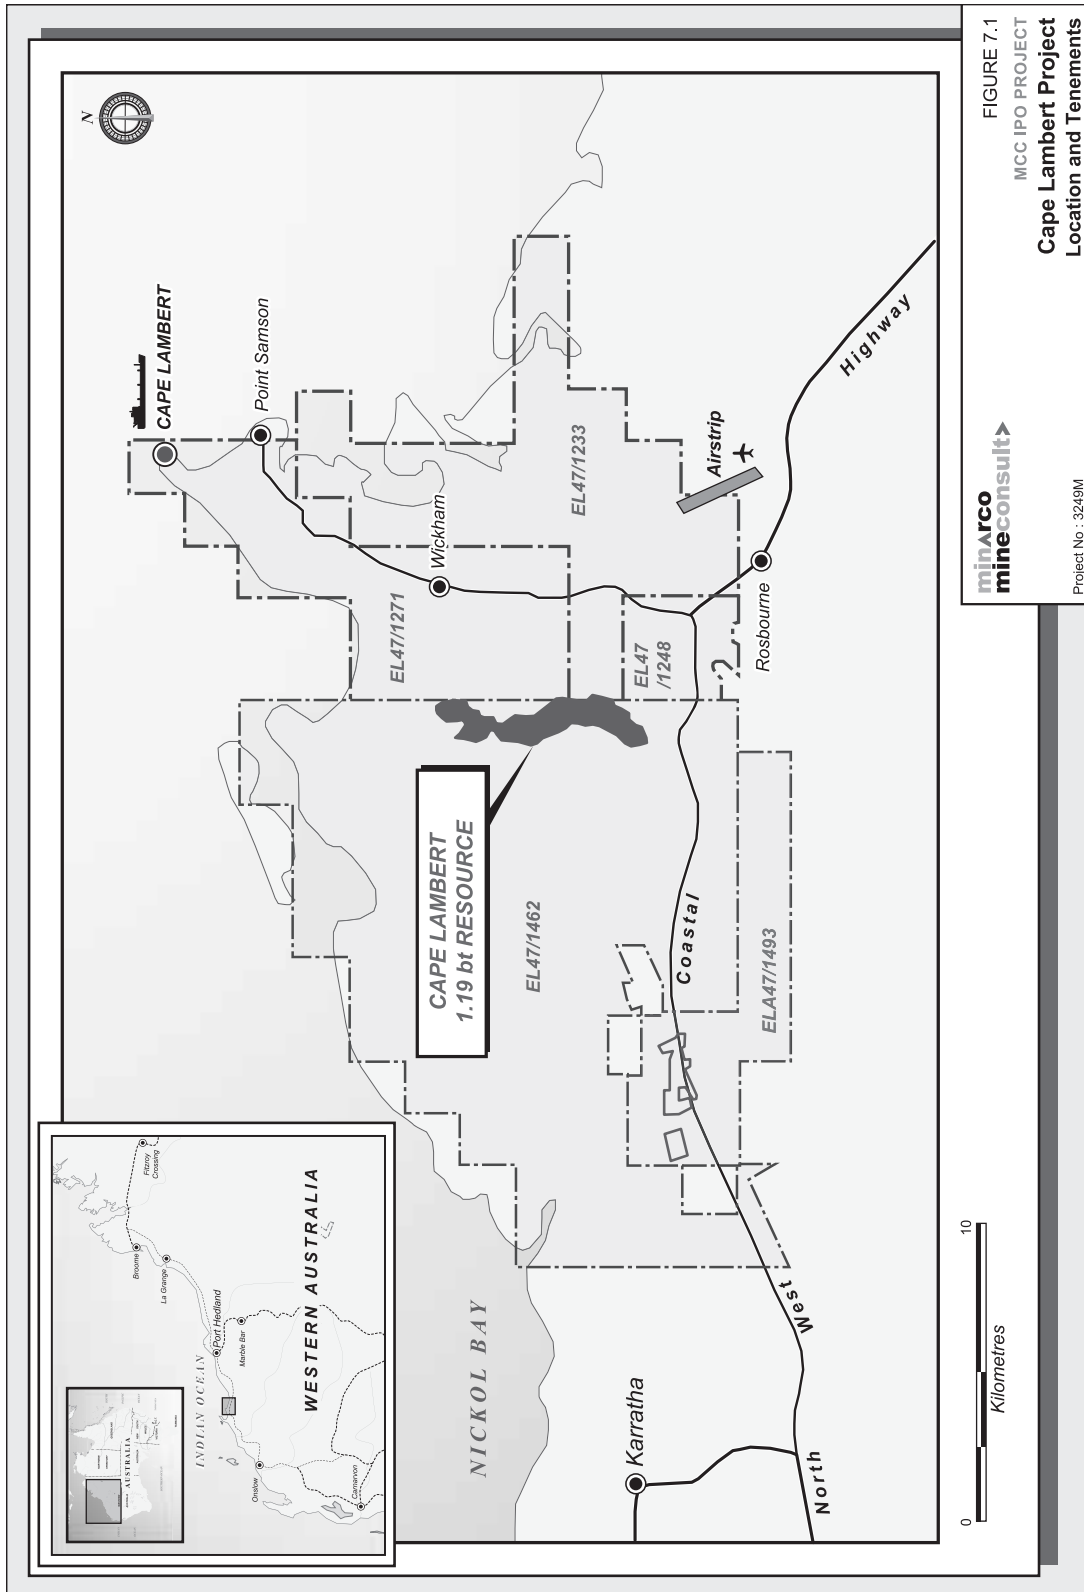 N
CAPE LAMBERT
Point Samson
Wickham
EL47/1271
EL47/1233
Airstrip
Highway
EL47
/1248
Rosbourne
CAPE LAMBERT
1.19 bt RESOURCE
EL47/1462
Coastal
ELA47/1493
West
North
NICKOL BAY
Karratha
INDIAN OCEAN
WESTERN AUSTRALIA
Fitzroy
Crossing
Broome
La Grange
Port Hedland
Marble Bar
Onslow
Carnarvon
AUSTRALIA
0
10
Kilometres
minarco
mineconsult
Project No : 3249M
FIGURE 7.1
MCC IPO PROJECT
Cape Lambert Project
Location and Tenements